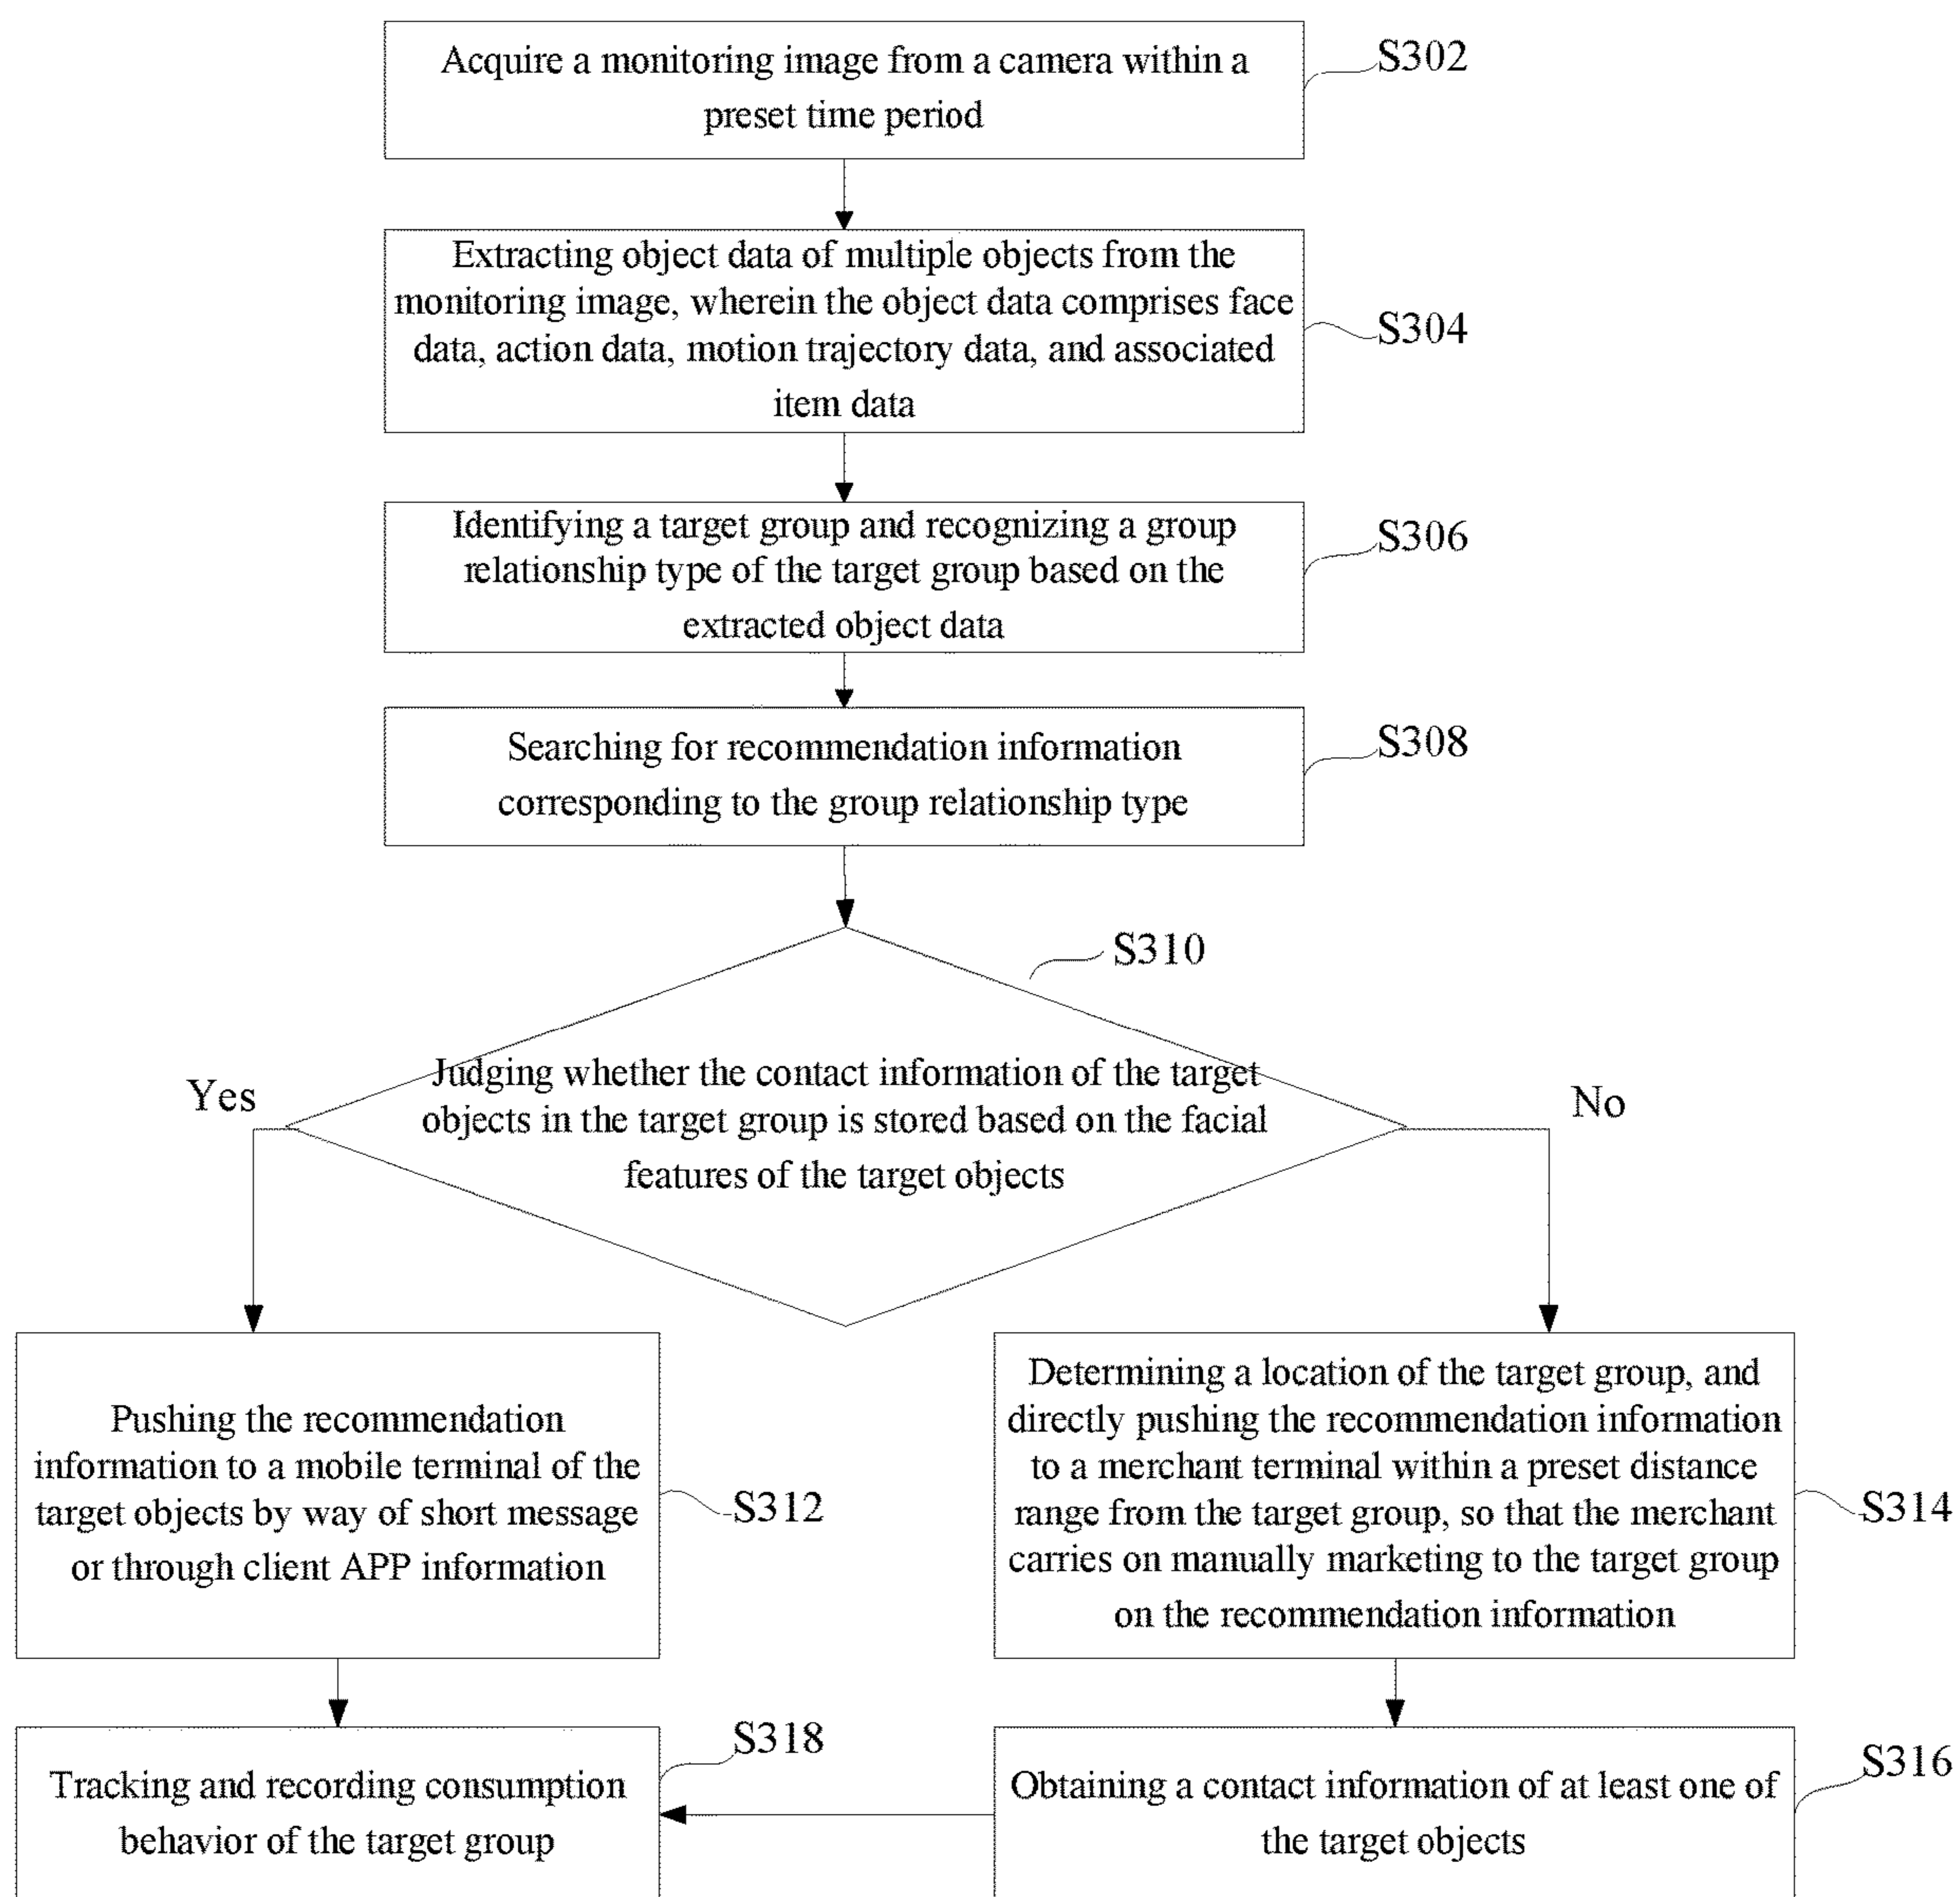 Acquire a monitoring image from a camera within a
preset time period
S302
Extracting object data of multiple objects from the
monitoring image, wherein the object data comprises face
data, action data, motion trajectory data, and associated
item data
S304
Identifying a target group and recognizing a group
relationship type of the target group based on the
extracted object data
S306
Searching for recommendation information
corresponding to the group relationship type
S308
S310
Judging whether the contact information of the target
objects in the target group is stored based on the facial
features of the target objects
Yes
No
Pushing the recommendation
information to a mobile terminal of the
target objects by way of short message
or through client APP information
S312
Determining a location of the target group, and
directly pushing the recommendation information
to a merchant terminal within a preset distance
range from the target group, so that the merchant
carries on manually marketing to the target group
on the recommendation information
S314
Tracking and recording consumption
behavior of the target group
S318
Obtaining a contact information of at least one of
the target objects
S316